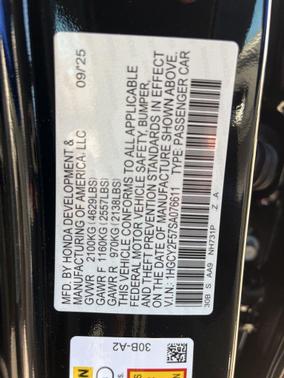 MFD. BY HONDA DEVELOPMENT & 09/25
MANUFACTURING OF AMERICA, LLC
GVWR 2100KG(4629LBS)
GAWR F 1160KG(2557LBS)
GAWR R 970KG(2138LBS)
THIS VEHICLE CONFORMS TO ALL APPLICABLE
FEDERAL MOTOR VEHICLE SAFETY, BUMPER,
AND THEFT PREVENTION STANDARDS IN EFFECT
ON THE DATE OF MANUFACTURE SHOWN ABOVE.
V.I.N.: 1HGCY2F57SA076611 TYPE: PASSENGER CAR
30B S AA9 NH731P Z A
30B-A2